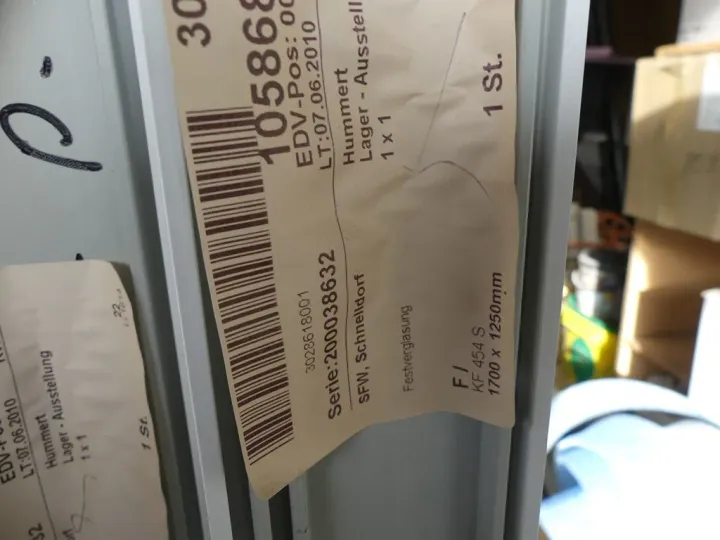 30
105868
EDV-Pos: 00
LT:07.06.2010
Hummert
Lager - Ausstell
1 x 1
1 St.
3028618001
Serie:200038632
SFW, Schnelldorf
Festverglasung
F /
KF 454 S
1700 x 1250mm
LT:07.06.2010
Hummert
Lager - Ausstellung
1 x 1
1 St.